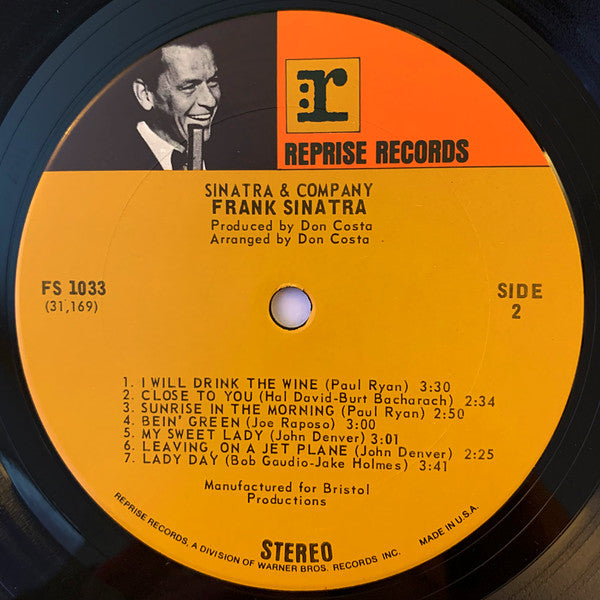 r
REPRISE RECORDS
SINATRA & COMPANY
FRANK SINATRA
Produced by Don Costa
Arranged by Don Costa
FS 1033
(31,169)
SIDE
2
1. I WILL DRINK THE WINE (Paul Ryan) 3:30
2. CLOSE TO YOU (Hal David-Burt Bacharach) 2:34
3. SUNRISE IN THE MORNING (Paul Ryan) 2:50
4. BEIN' GREEN (Joe Raposo) 3:00
5. MY SWEET LADY (John Denver) 3:01
6. LEAVING, ON A JET PLANE (John Denver) 2:25
7. LADY DAY (Bob Gaudio-Jake Holmes) 3:41
Manufactured for Bristol
Productions
STEREO
REPRISE RECORDS, A DIVISION OF WARNER BROS. RECORDS INC. MADE IN U.S.A.